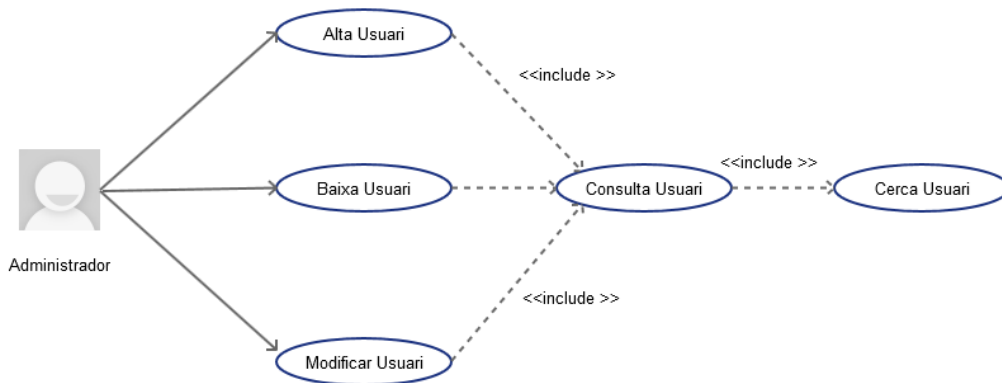 Alta Usuari
<<include >>
<<include >>
Baixa Usuari
Consulta Usuari
Cerca Usuari
Administrador
<<include >>
Modificar Usuari